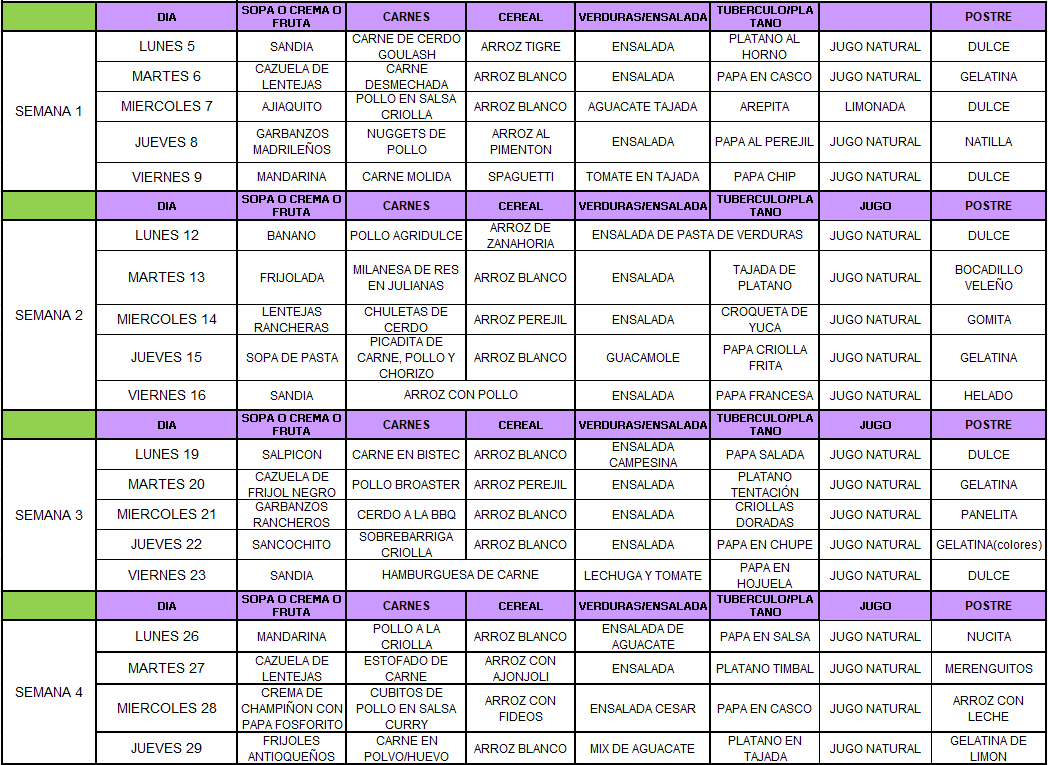 DIA SOPA O CREMA O FRUTA CARNES CEREAL VERDURAS/ENSALADA TUBERCULO/PLATANO POSTRE
SEMANA 1
LUNES 5 SANDIA CARNE DE CERDO GOULASH ARROZ TIGRE ENSALADA PLATANO AL HORNO JUGO NATURAL DULCE
MARTES 6 CAZUELA DE LENTEJAS CARNE DESMECHADA ARROZ BLANCO ENSALADA PAPA EN CASCO JUGO NATURAL GELATINA
MIERCOLES 7 AJIAQUITO POLLO EN SALSA CRIOLLA ARROZ BLANCO AGUACATE TAJADA AREPITA LIMONADA DULCE
JUEVES 8 GARBANZOS MADRILEÑOS NUGGETS DE POLLO ARROZ AL PIMENTON ENSALADA PAPA AL PEREJIL JUGO NATURAL NATILLA
VIERNES 9 MANDARINA CARNE MOLIDA SPAGUETTI TOMATE EN TAJADA PAPA CHIP JUGO NATURAL DULCE
DIA SOPA O CREMA O FRUTA CARNES CEREAL VERDURAS/ENSALADA TUBERCULO/PLATANO JUGO POSTRE
SEMANA 2
LUNES 12 BANANO POLLO AGRIDULCE ARROZ DE ZANAHORIA ENSALADA DE PASTA DE VERDURAS JUGO NATURAL DULCE
MARTES 13 FRIJOLADA MILANESA DE RES EN JULIANAS ARROZ BLANCO ENSALADA TAJADA DE PLATANO JUGO NATURAL BOCADILLO VELEÑO
MIERCOLES 14 LENTEJAS RANCHERAS CHULETAS DE CERDO ARROZ PEREJIL ENSALADA CROQUETA DE YUCA JUGO NATURAL GOMITA
JUEVES 15 SOPA DE PASTA PICADITA DE CARNE, POLLO Y CHORIZO ARROZ BLANCO GUACAMOLE PAPA CRIOLLA FRITA JUGO NATURAL GELATINA
VIERNES 16 SANDIA ARROZ CON POLLO ENSALADA PAPA FRANCESA JUGO NATURAL HELADO
DIA SOPA O CREMA O FRUTA CARNES CEREAL VERDURAS/ENSALADA TUBERCULO/PLATANO JUGO POSTRE
SEMANA 3
LUNES 19 SALPICON CARNE EN BISTEC ARROZ BLANCO ENSALADA CAMPESINA PAPA SALADA JUGO NATURAL DULCE
MARTES 20 CAZUELA DE FRIJOL NEGRO POLLO BROASTER ARROZ PEREJIL ENSALADA PLATANO TENTACIÓN JUGO NATURAL GELATINA
MIERCOLES 21 GARBANZOS RANCHEROS CERDO A LA BBQ ARROZ BLANCO ENSALADA CRIOLLAS DORADAS JUGO NATURAL PANELITA
JUEVES 22 SANCOCHITO SOBREBARRIGA CRIOLLA ARROZ BLANCO ENSALADA PAPA EN CHUPE JUGO NATURAL GELATINA(colores)
VIERNES 23 SANDIA HAMBURGUESA DE CARNE LECHUGA Y TOMATE PAPA EN HOJUELA JUGO NATURAL DULCE
DIA SOPA O CREMA O FRUTA CARNES CEREAL VERDURAS/ENSALADA TUBERCULO/PLATANO JUGO POSTRE
SEMANA 4
LUNES 26 MANDARINA POLLO A LA CRIOLLA ARROZ BLANCO ENSALADA DE AGUACATE PAPA EN SALSA JUGO NATURAL NUCITA
MARTES 27 CAZUELA DE LENTEJAS ESTOFADO DE CARNE ARROZ CON AJONJOLI ENSALADA PLATANO TIMBAL JUGO NATURAL MERENGUITOS
MIERCOLES 28 CREMA DE CHAMPIÑON CON PAPA FOSFORITO CUBITOS DE POLLO EN SALSA CURRY ARROZ CON FIDEOS ENSALADA CESAR PAPA EN CASCO JUGO NATURAL ARROZ CON LECHE
JUEVES 29 FRIJOLES ANTIOQUEÑOS CARNE EN POLVO/HUEVO ARROZ BLANCO MIX DE AGUACATE PLATANO EN TAJADA JUGO NATURAL GELATINA DE LIMON